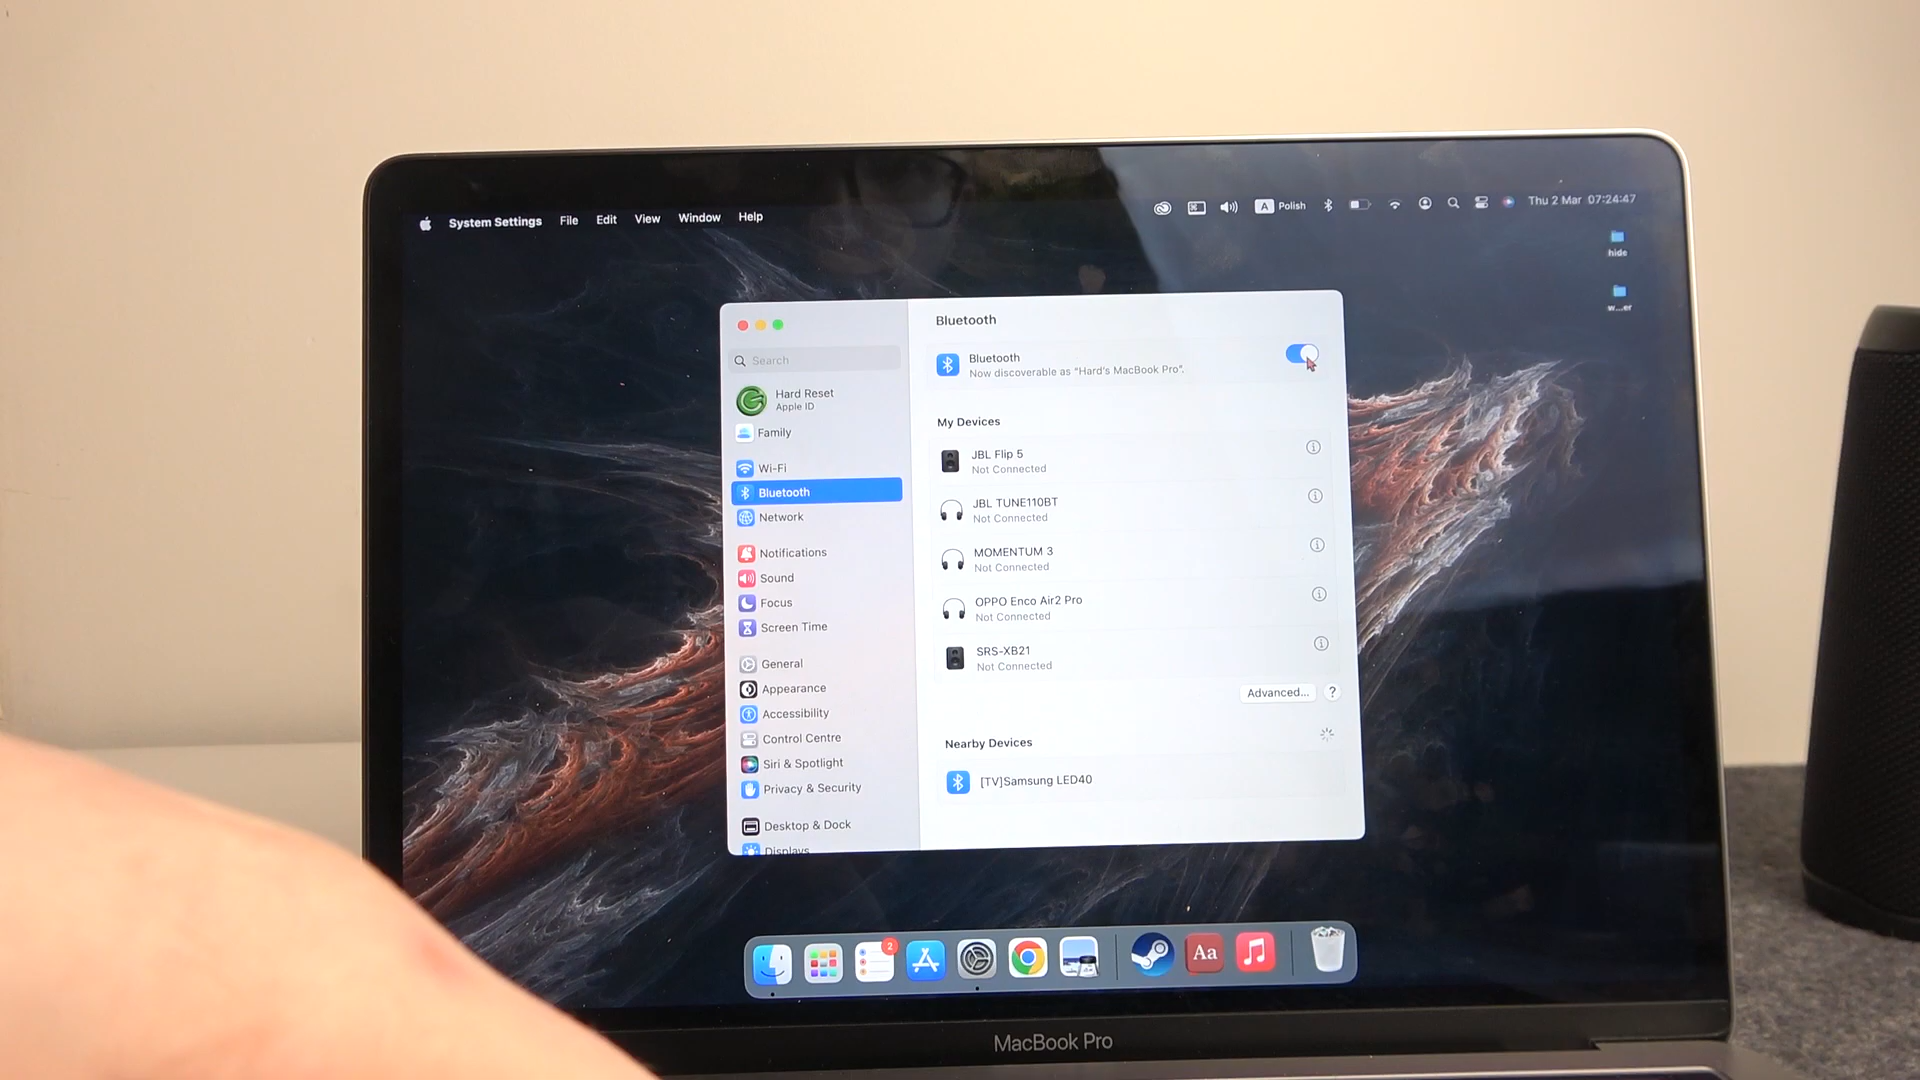 System Settings File Edit View Window Help
A Polish Thu 2 Mar 07:24:47
hide
w...er
Search
Hard Reset
Apple ID
Family
Wi-Fi
Bluetooth
Network
Notifications
Sound
Focus
Screen Time
General
Appearance
Accessibility
Control Centre
Siri & Spotlight
Privacy & Security
Desktop & Dock
Displays
Bluetooth
Bluetooth
Now discoverable as “Hard's MacBook Pro”.
My Devices
JBL Flip 5
Not Connected
JBL TUNE110BT
Not Connected
MOMENTUM 3
Not Connected
OPPO Enco Air2 Pro
Not Connected
SRS-XB21
Not Connected
Advanced... ?
Nearby Devices
[TV]Samsung LED40
2
Aa
MacBook Pro